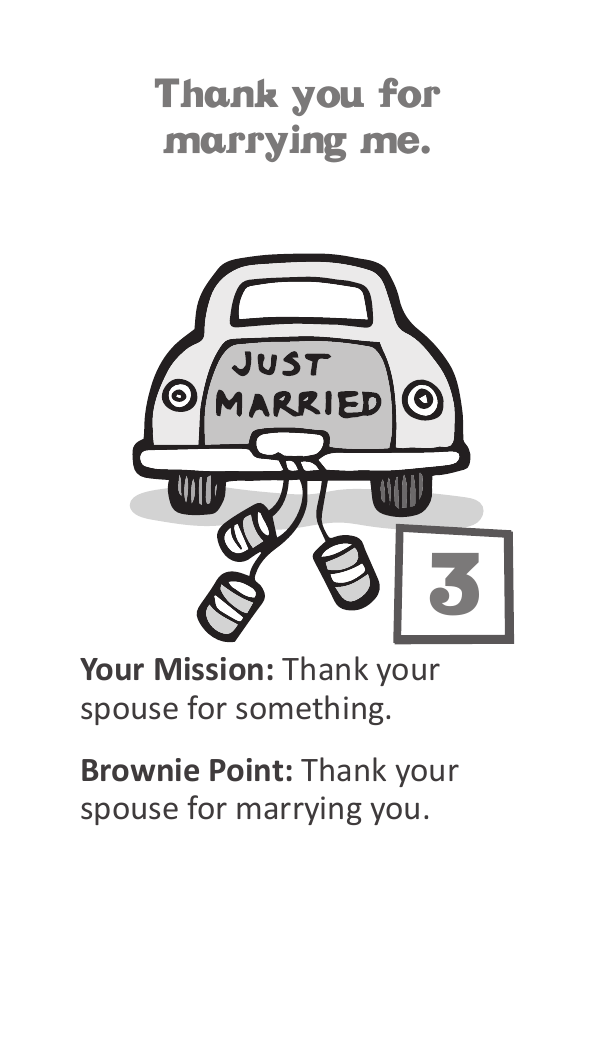 Thank you for
marrying me.
JUST
MARRIED
3
Your Mission: Thank your
spouse for something.
Brownie Point: Thank your
spouse for marrying you.